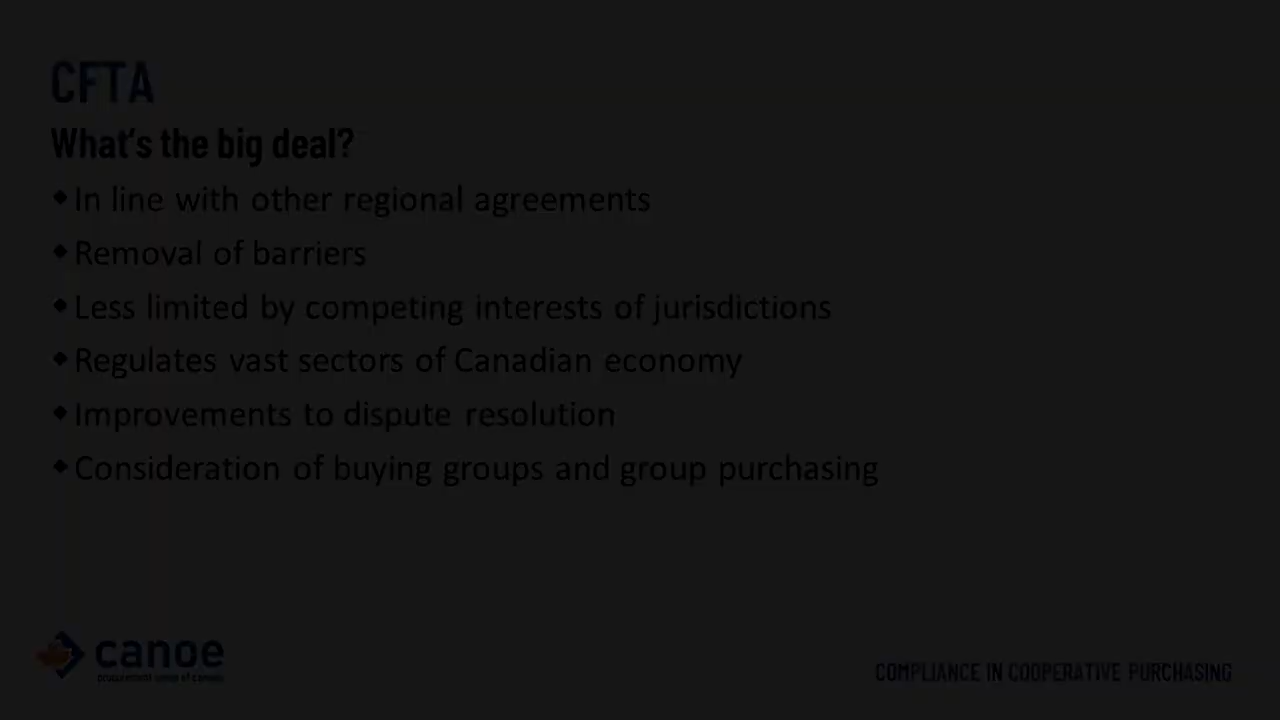 CFTA
What's the big deal?
In line with other regional agreements
Removal of barriers
Less limited by competing interests of jurisdictions
Regulates vast sectors of Canadian economy
Improvements to dispute resolution
Consideration of buying groups and group purchasing
canoe
procurement group of canada
COMPLIANCE IN COOPERATIVE PURCHASING